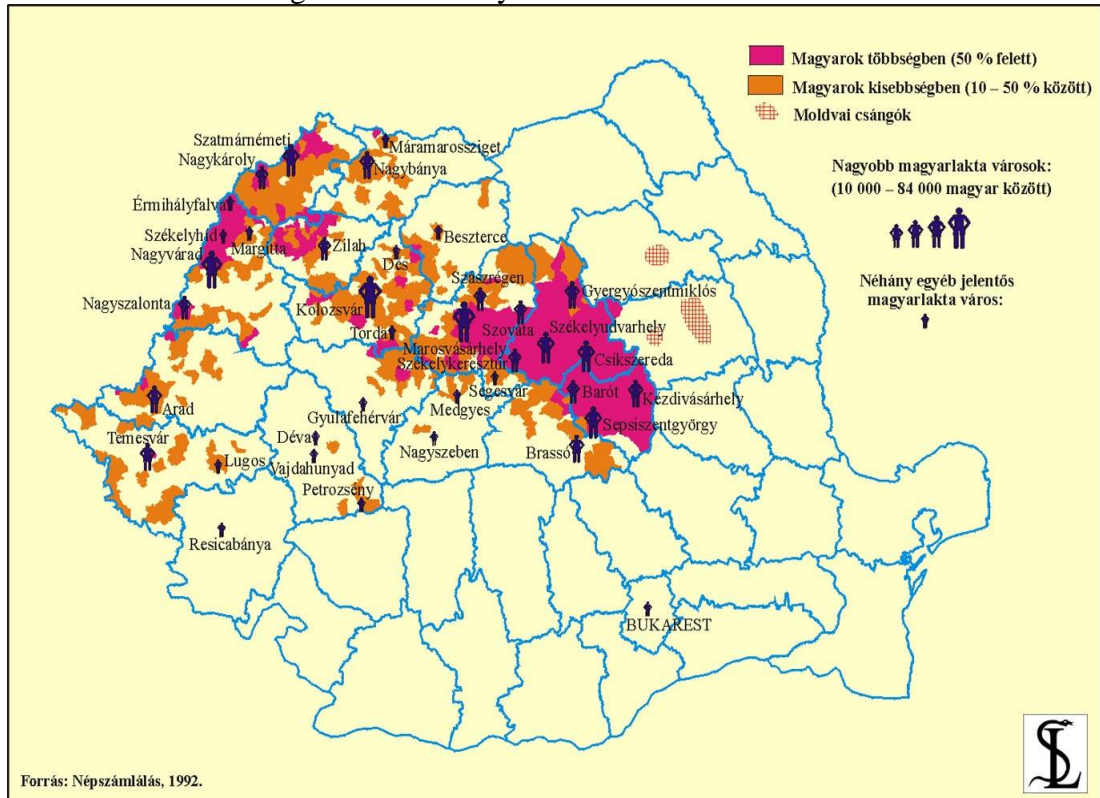 Magyarok többségben (50 % felett)
Magyarok kisebbségben (10 – 50 % között)
Moldvai csángók
Nagyobb magyarlakta városok:
(10 000 – 84 000 magyar között)
Néhány egyéb jelentős
magyarlakta város:
Szatmárnémeti
Nagykároly
Máramarossziget
Nagybánya
Érmihályfalva
Székelyhíd
Margitta
Nagyvárad
Zilah
Dés
Beszterce
Szászrégen
Gyergyószentmiklós
Nagyszalonta
Kolozsvár
Torda
Szováta
Székelyudvarhely
Marosvásárhely
Székelykeresztúr
Csíkszereda
Segesvár
Barót
Kézdivásárhely
Medgyes
Sepsiszentgyörgy
Arad
Gyulafehérvár
Temesvár
Déva
Nagyszeben
Brassó
Lugos
Vajdahunyad
Petrozsény
Resicabánya
BUKAREST
Forrás: Népszámlálás, 1992.
SL